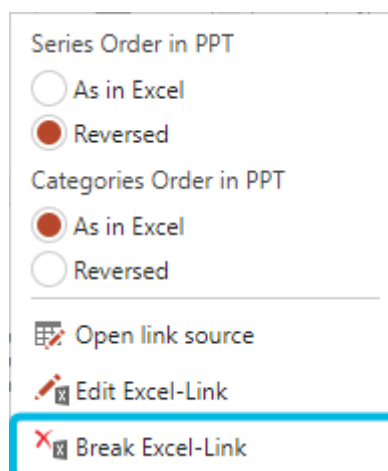 Series Order in PPT
As in Excel
Reversed
Categories Order in PPT
As in Excel
Reversed
Open link source
Edit Excel-Link
Break Excel-Link